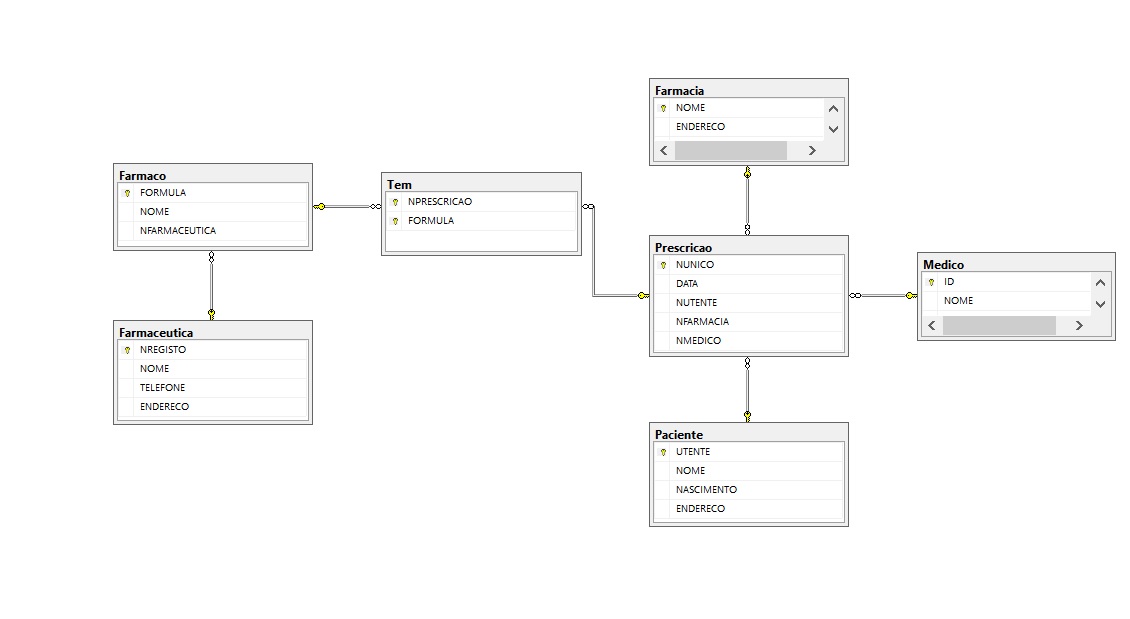 Farmacia
NOME
ENDERECO
Farmaco
FORMULA
NOME
NFARMACEUTICA
Tem
NPRESCRICAO
FORMULA
Prescricao
NUNICO
DATA
NUTENTE
NFARMACIA
NMEDICO
Medico
ID
NOME
Farmaceutica
NREGISTO
NOME
TELEFONE
ENDERECO
Paciente
UTENTE
NOME
NASCIMENTO
ENDERECO